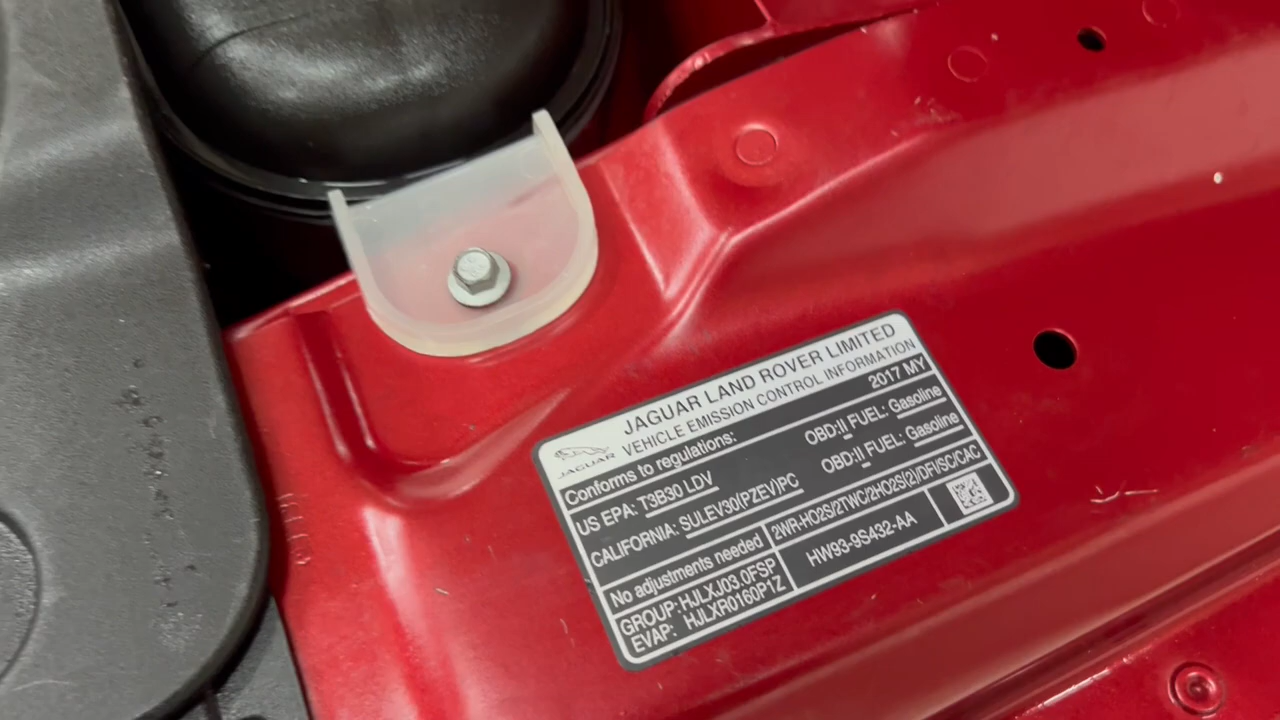 JAGUAR LAND ROVER LIMITED
VEHICLE EMISSION CONTROL INFORMATION
JAGUAR
2017 MY
Conforms to regulations:
US EPA: T3B30 LDV OBD:II FUEL: Gasoline
CALIFORNIA: SULEV30(PZEV)PC OBD:II FUEL: Gasoline
No adjustments needed 2WR-HO2S/2TWC/2HO2S(2)/DFI/SC/CAC
GROUP: HJLXJ03.0FSP HW93-9S432-AA
EVAP: HJLXR0160P1Z